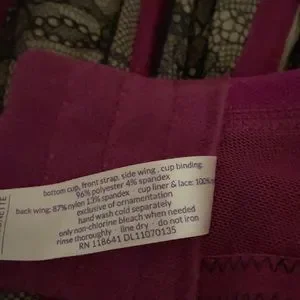 bottom cup, front strap, side wing , cup binding:
96% polyester 4% spandex
back wing: 87% nylon 13% spandex - cup liner & lace: 100%
exclusive of ornamentation
hand wash cold separately
only non-chlorine bleach when needed
rinse thoroughly line dry do not iron
RN 118641 DL11070135